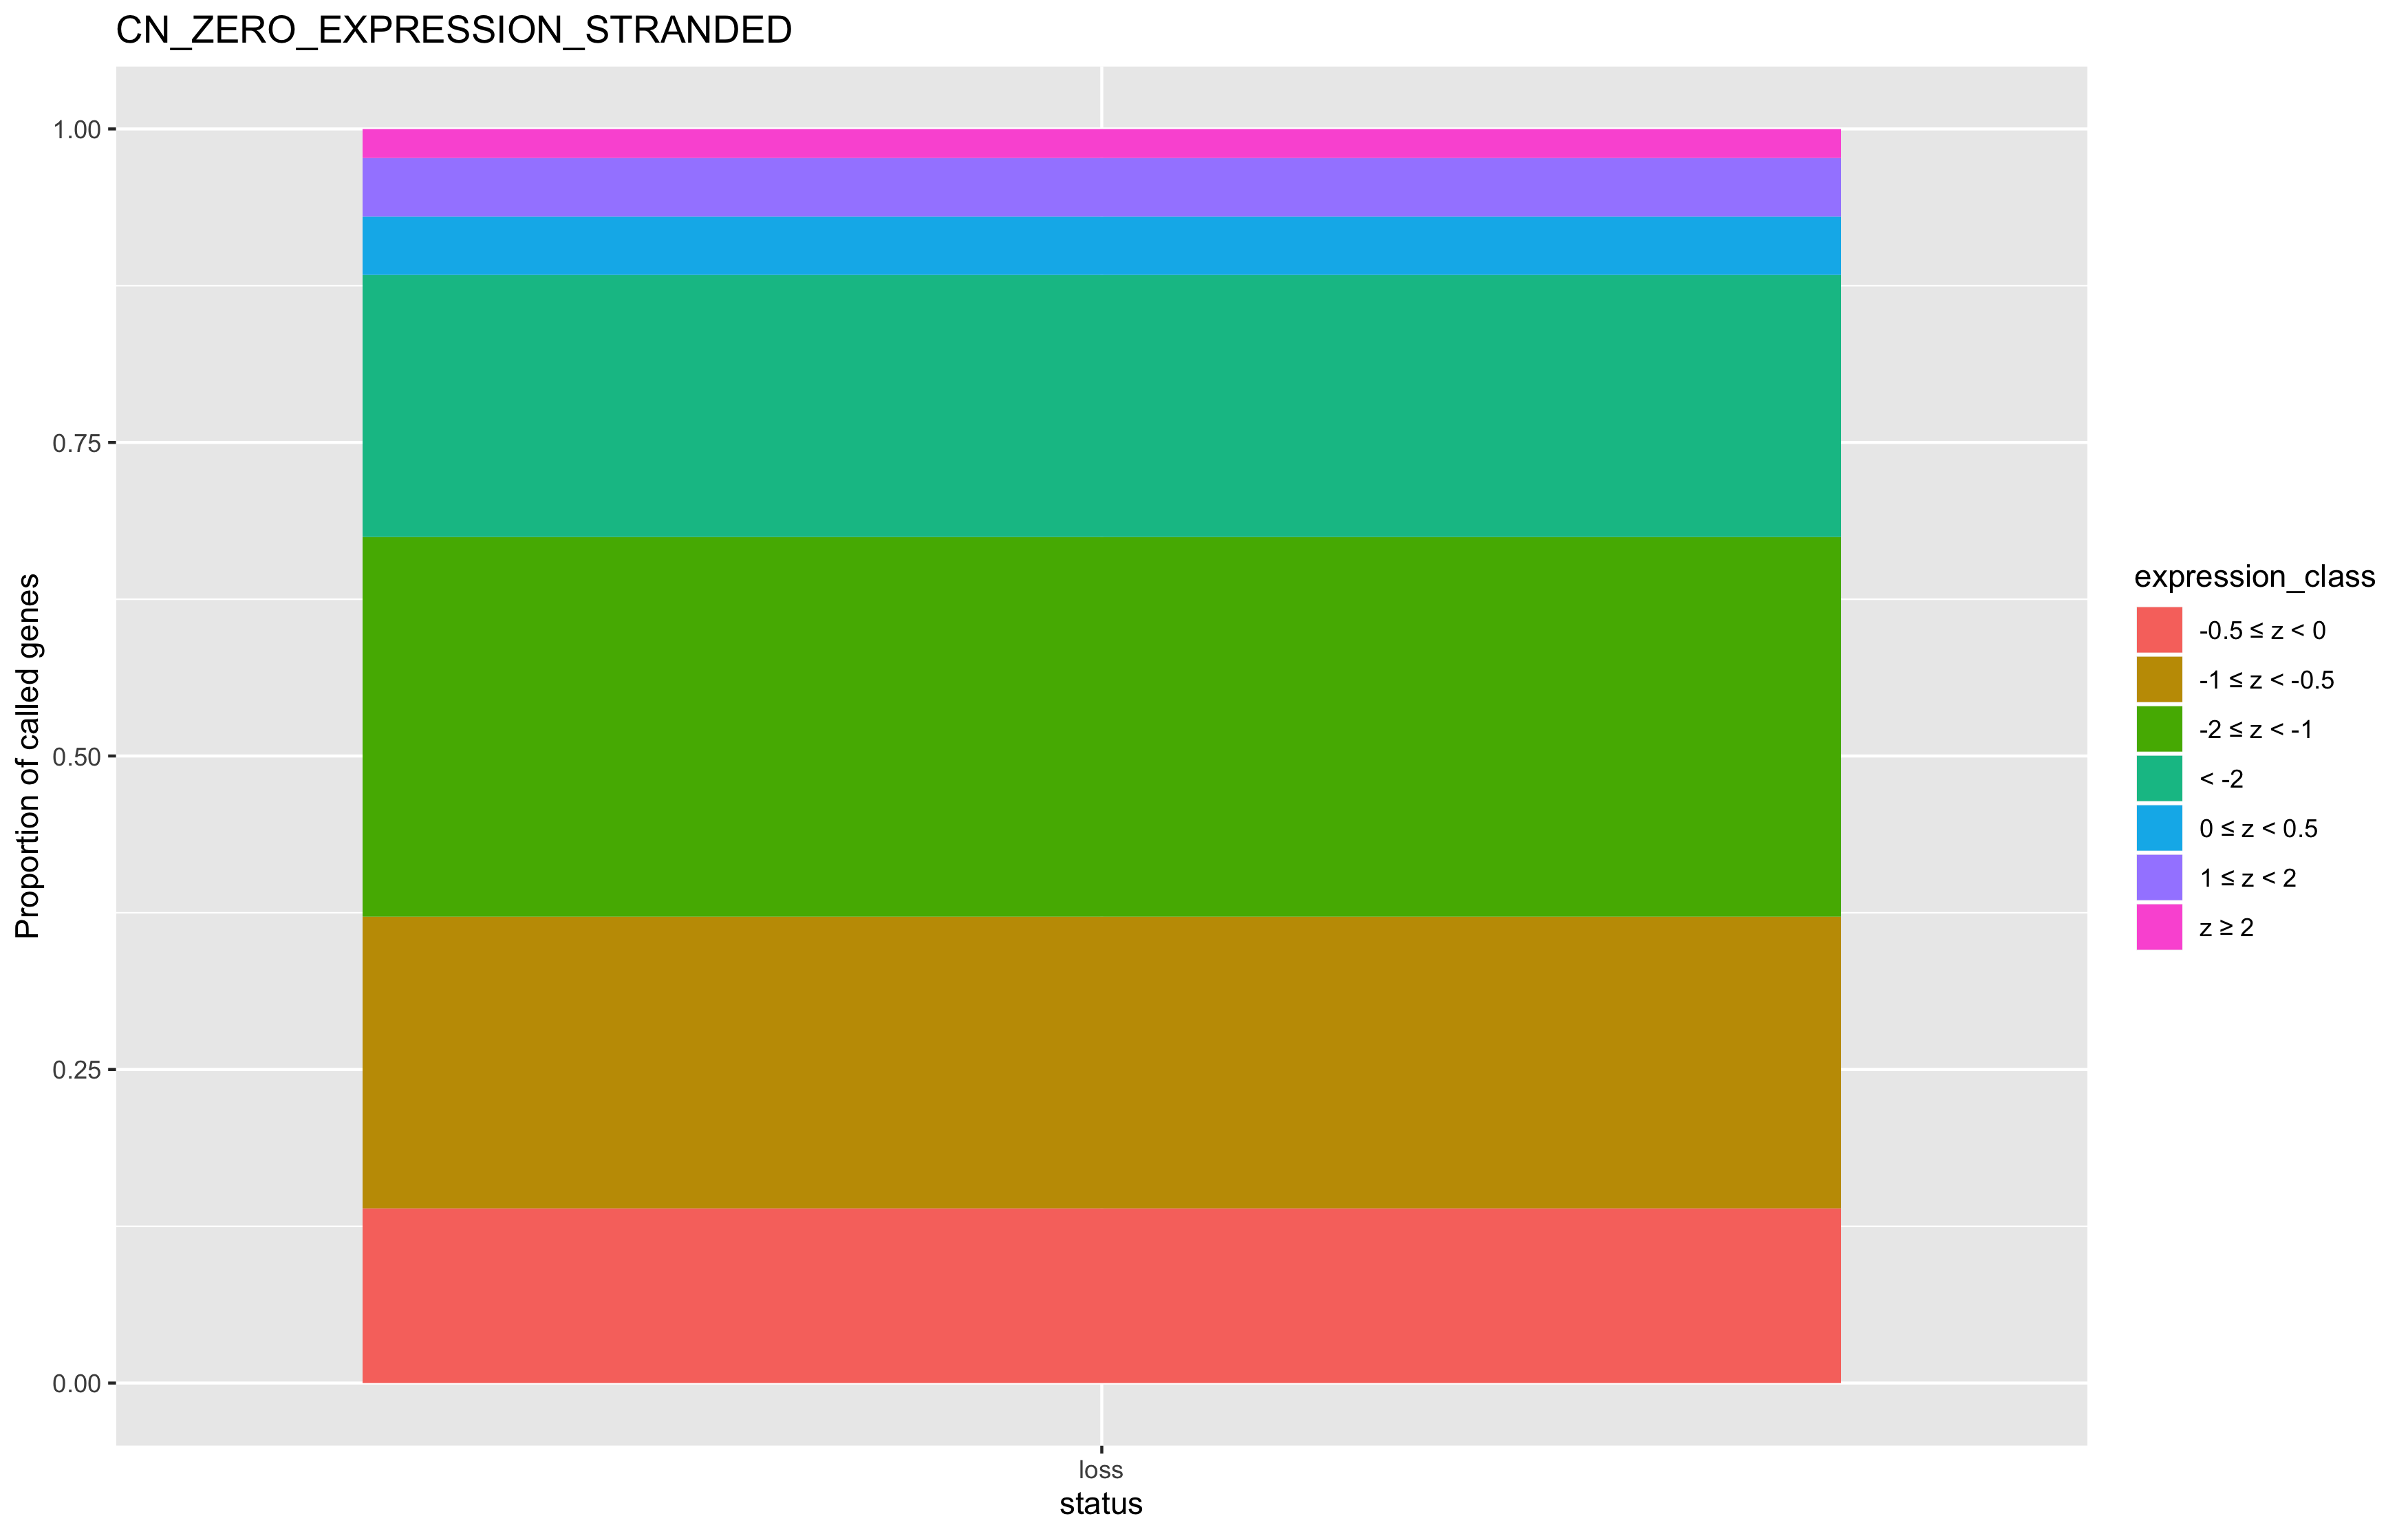 CN_ZERO_EXPRESSION_STRANDED
Proportion of called genes
1.00
0.75
0.50
0.25
0.00
loss
status
expression_class
-0.5 ≤ z < 0
-1 ≤ z < -0.5
-2 ≤ z < -1
< -2
0 ≤ z < 0.5
1 ≤ z < 2
z ≥ 2